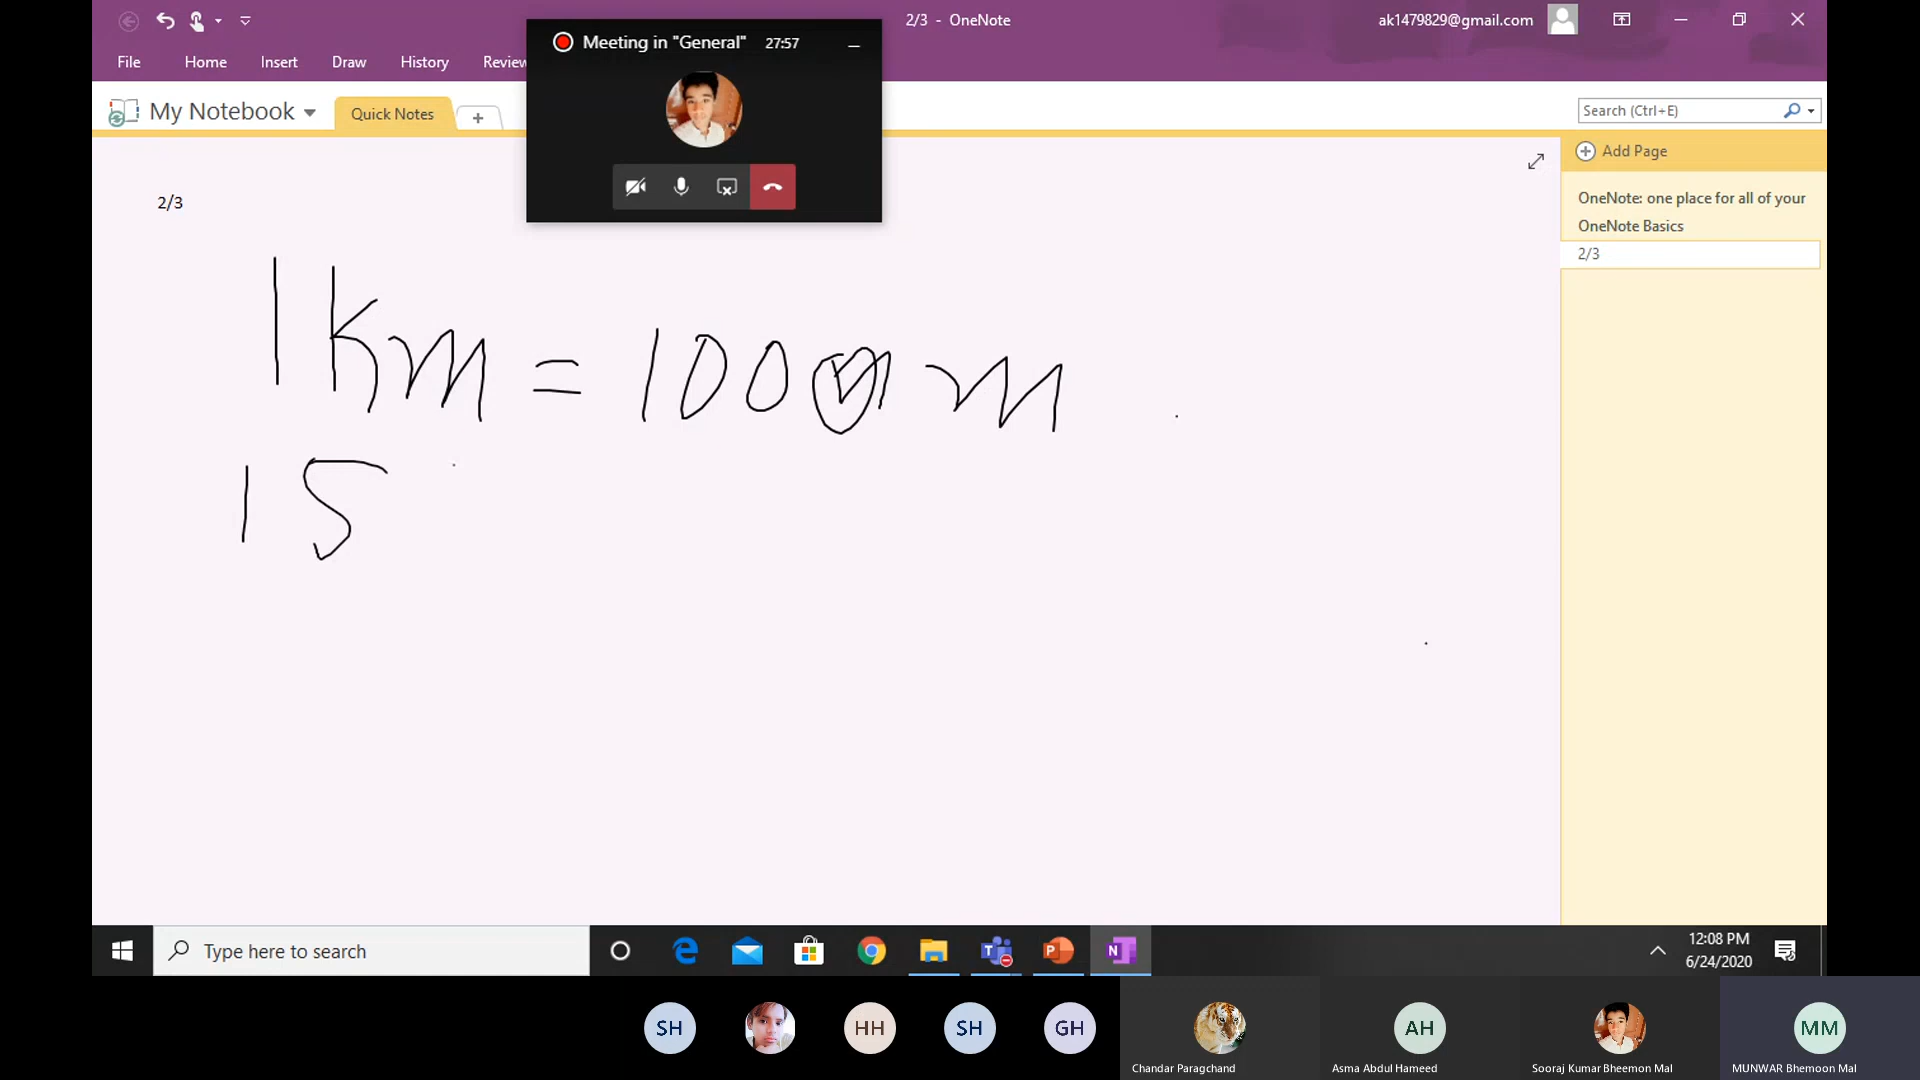 2/3 - OneNote
ak1479829@gmail.com
Meeting in "General" 27:57
File Home Insert Draw History Review
My Notebook
Quick Notes
Search (Ctrl+E)
Add Page
OneNote: one place for all of your
OneNote Basics
2/3
2/3
1km = 1000 m
15
Type here to search
12:08 PM
6/24/2020
SH
HH
SH
GH
AH
MM
Chandar Paragchand
Asma Abdul Hameed
Sooraj Kumar Bheemon Mal
MUNWAR Bhemoon Mal